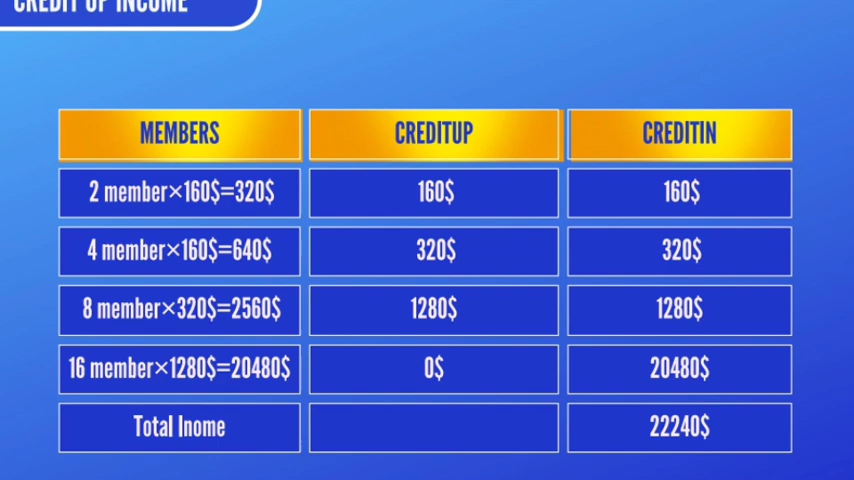 CREDIT UP INCOME
MEMBERS CREDITUP CREDITIN
2 member×160$=320$ 160$ 160$
4 member×160$=640$ 320$ 320$
8 member×320$=2560$ 1280$ 1280$
16 member×1280$=20480$ 0$ 20480$
Total Inome 22240$